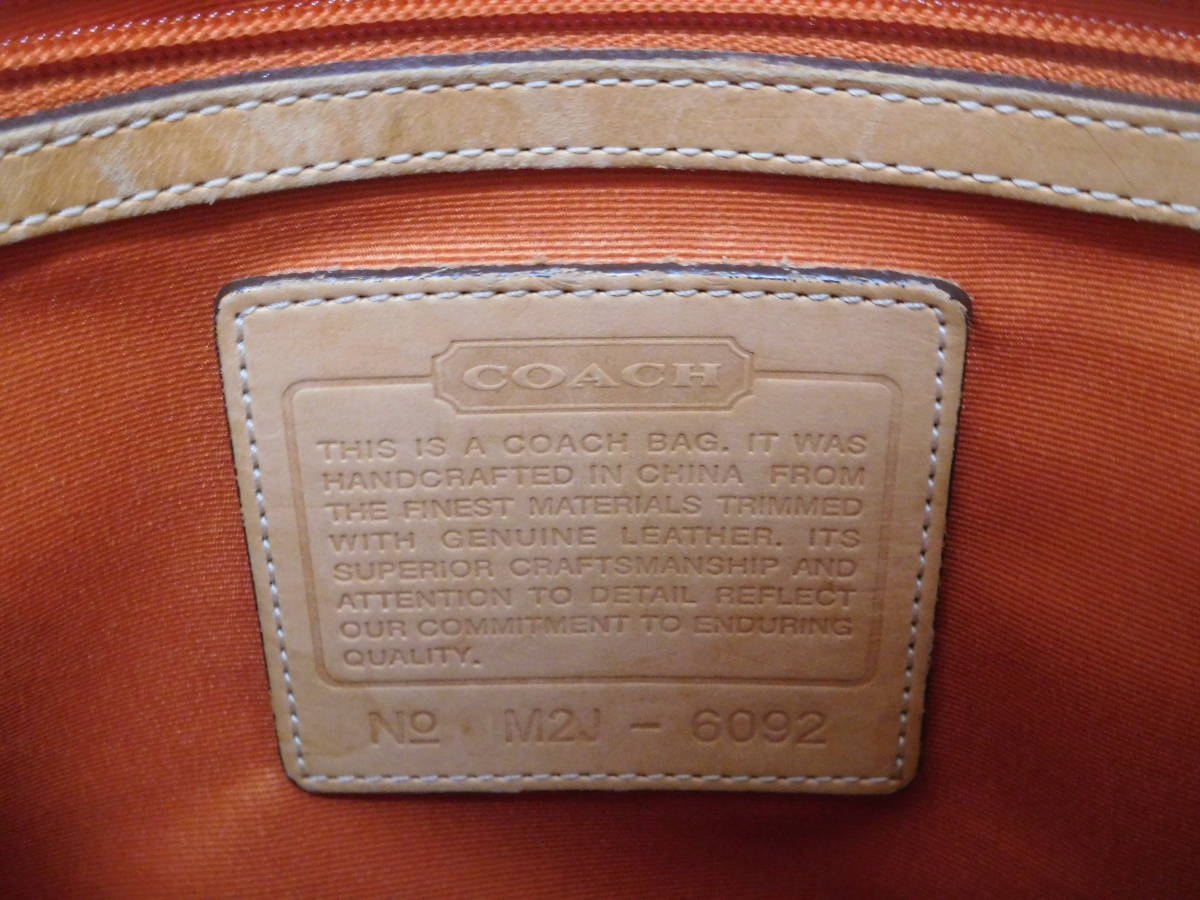 COACH
THIS IS A COACH BAG. IT WAS
HANDCRAFTED IN CHINA FROM
THE FINEST MATERIALS TRIMMED
WITH GENUINE LEATHER. ITS
SUPERIOR CRAFTSMANSHIP AND
ATTENTION TO DETAIL REFLECT
OUR COMMITMENT TO ENDURING
QUALITY.
Nº M2J - 6092